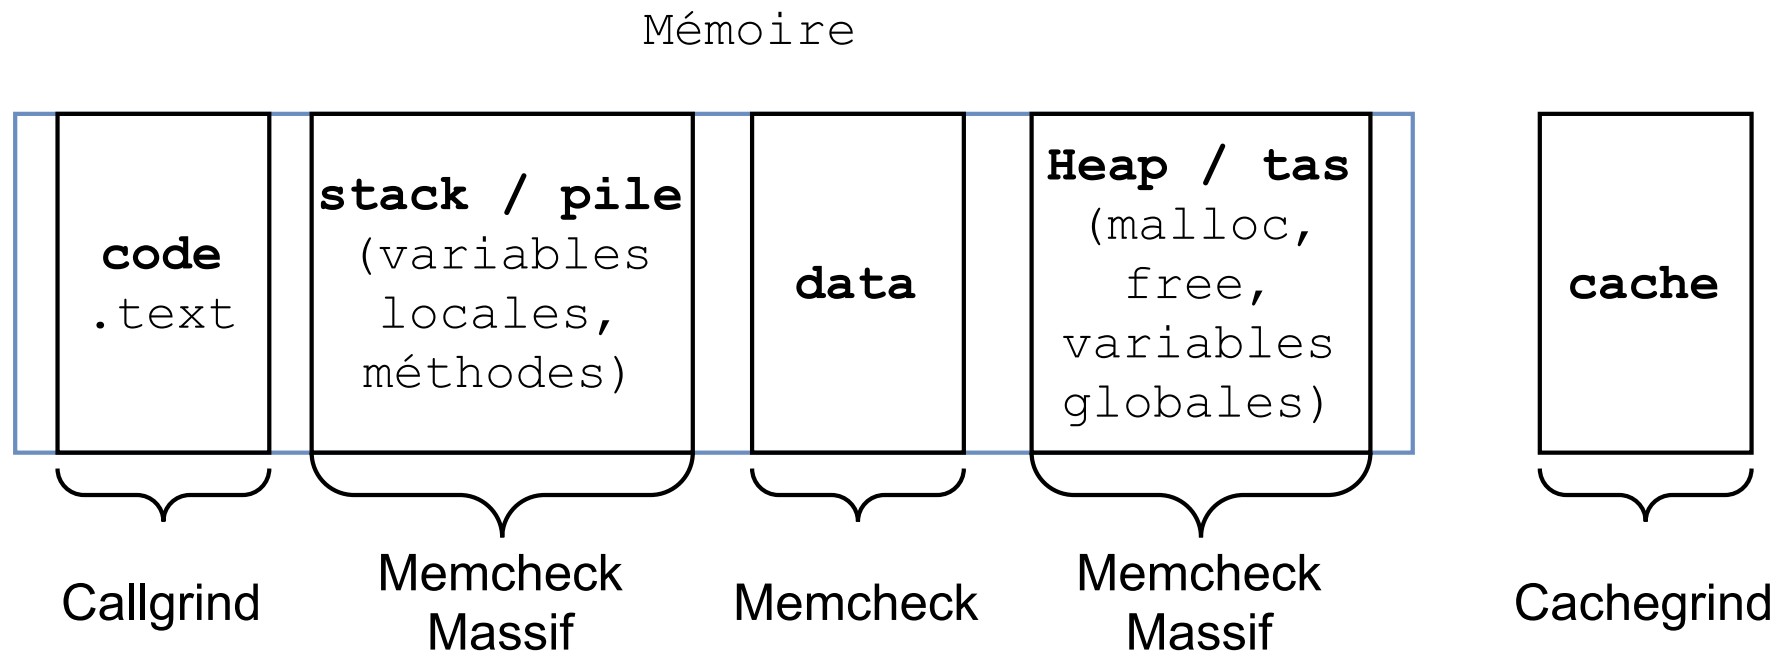 Mémoire
code
.text
stack / pile
(variables
locales,
méthodes)
data
Heap / tas
(malloc,
free,
variables
globales)
cache
Callgrind
Memcheck
Massif
Memcheck
Memcheck
Massif
Cachegrind